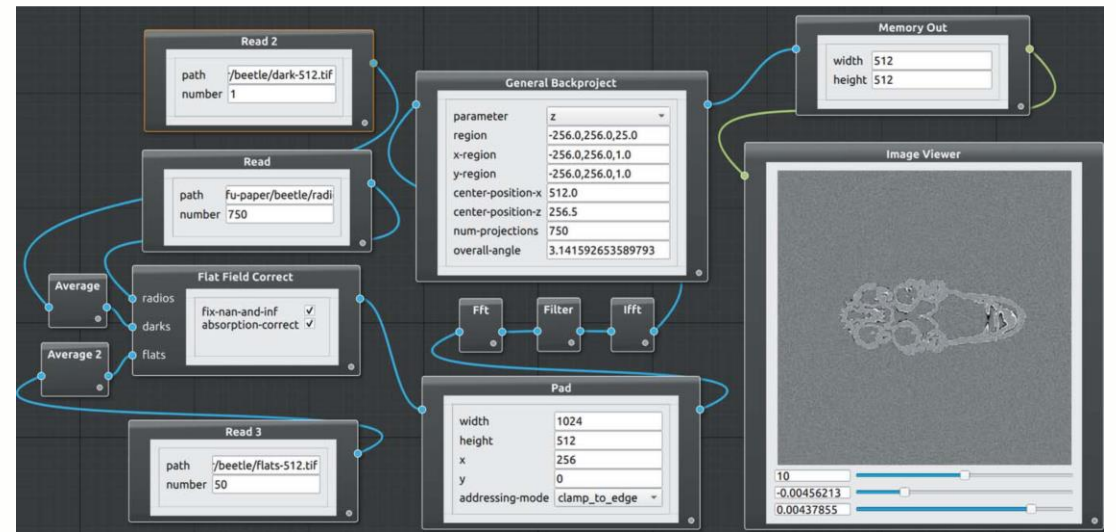 Read 2
path :/beetle/dark-512.tif
number 1
Read
path fu-paper/beetle/radi
number 750
Average
Average 2
Flat Field Correct
radios
darks
flats
fix-nan-and-inf
absorption-correct
Read 3
path :/beetle/flats-512.tif
number 50
General Backproject
parameter z
region -256.0,256.0,25.0
x-region -256.0,256.0,1.0
y-region -256.0,256.0,1.0
center-position-x 512.0
center-position-z 256.5
num-projections 750
overall-angle 3.141592653589793
Fft
Filter
Ifft
Pad
width 1024
height 512
x 256
y 0
addressing-mode clamp_to_edge
Memory Out
width 512
height 512
Image Viewer
10
-0.00456213
0.00437855